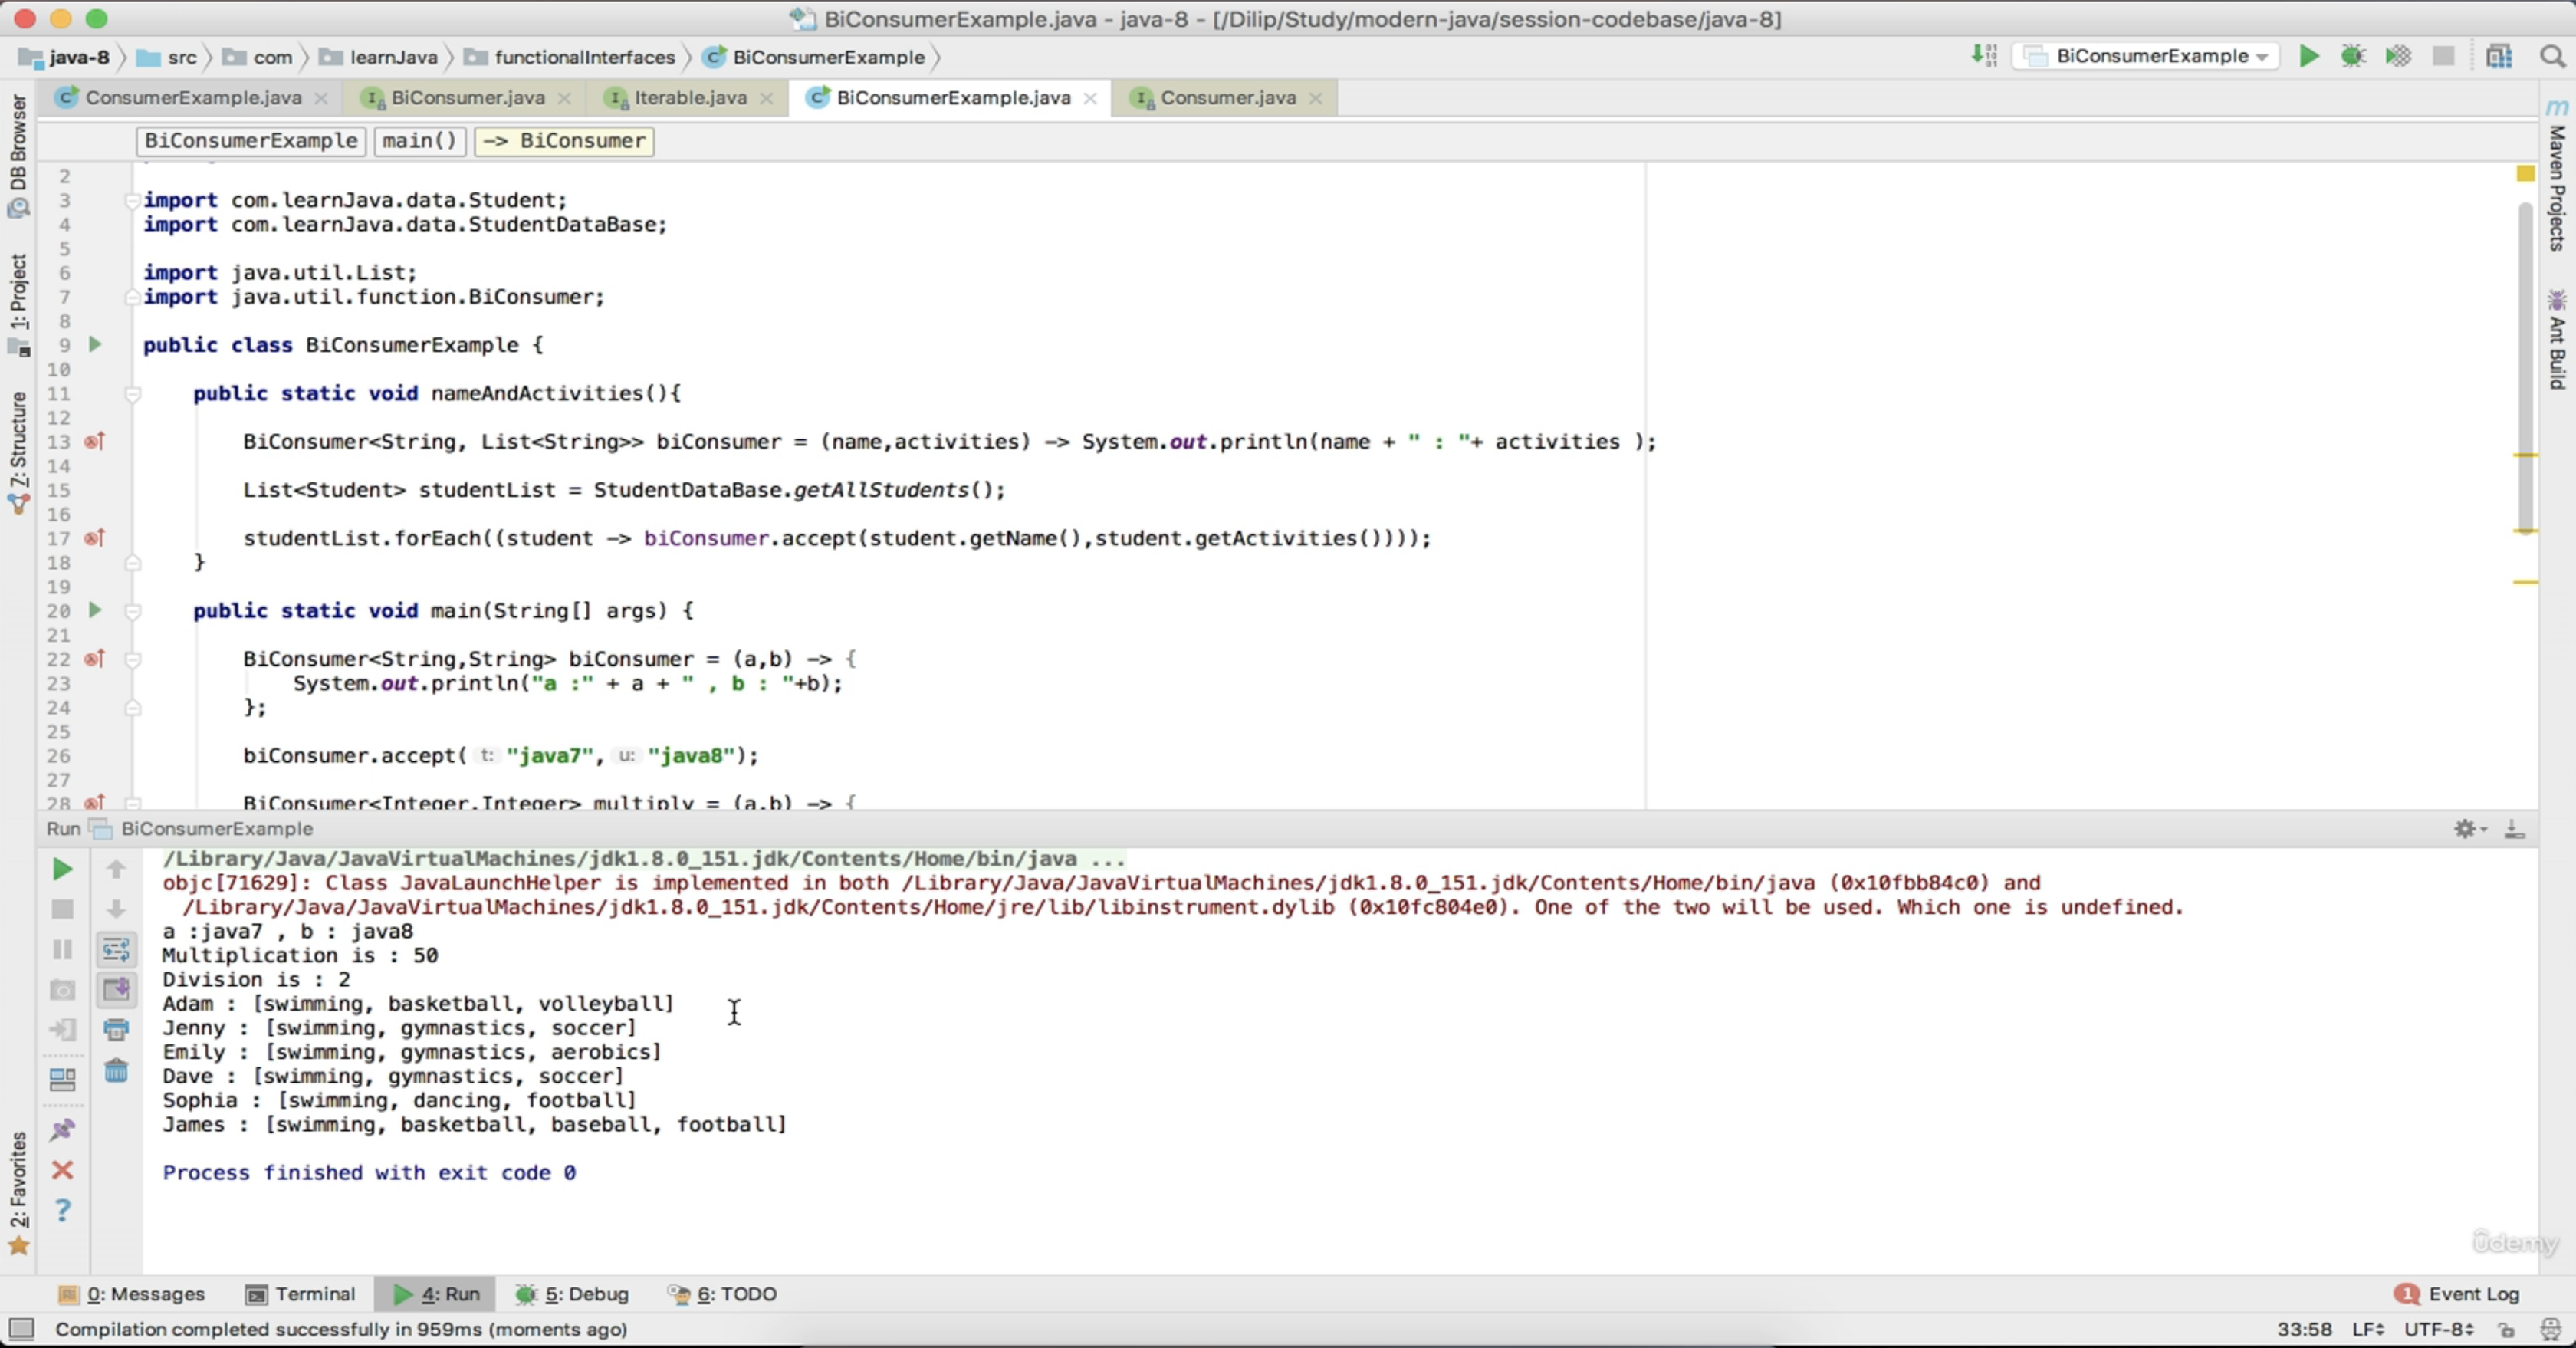 BiConsumerExample.java - java-8 - [/Dilip/Study/modern-java/session-codebase/java-8]
java-8 src com learnJava functionalInterfaces BiConsumerExample BiConsumerExample
ConsumerExample.java BiConsumer.java Iterable.java BiConsumerExample.java Consumer.java
BiConsumerExample main() -> BiConsumer
2
3 import com.learnJava.data.Student;
4 import com.learnJava.data.StudentDataBase;
5
6 import java.util.List;
7 import java.util.function.BiConsumer;
8
9 public class BiConsumerExample {
10
11 public static void nameAndActivities(){
12
13 BiConsumer<String, List<String>> biConsumer = (name,activities) -> System.out.println(name + " : "+ activities );
14
15 List<Student> studentList = StudentDataBase.getAllStudents();
16
17 studentList.forEach((student -> biConsumer.accept(student.getName(),student.getActivities())));
18 }
19
20 public static void main(String[] args) {
21
22 BiConsumer<String,String> biConsumer = (a,b) -> {
23 System.out.println("a :" + a + " , b : "+b);
24 };
25
26 biConsumer.accept( t: "java7", u: "java8");
27
28 BiConsumer<Integer,Integer> multiply = (a,b) -> {
Run BiConsumerExample
/Library/Java/JavaVirtualMachines/jdk1.8.0_151.jdk/Contents/Home/bin/java ...
objc[71629]: Class JavaLaunchHelper is implemented in both /Library/Java/JavaVirtualMachines/jdk1.8.0_151.jdk/Contents/Home/bin/java (0x10fbb84c0) and
/Library/Java/JavaVirtualMachines/jdk1.8.0_151.jdk/Contents/Home/jre/lib/libinstrument.dylib (0x10fc804e0). One of the two will be used. Which one is undefined.
a :java7 , b : java8
Multiplication is : 50
Division is : 2
Adam : [swimming, basketball, volleyball]
Jenny : [swimming, gymnastics, soccer]
Emily : [swimming, gymnastics, aerobics]
Dave : [swimming, gymnastics, soccer]
Sophia : [swimming, dancing, football]
James : [swimming, basketball, baseball, football]
Process finished with exit code 0
DB Browser
1: Project
7: Structure
2: Favorites
Maven Projects
Ant Build
udemy
0: Messages Terminal 4: Run 5: Debug 6: TODO 1 Event Log
Compilation completed successfully in 959ms (moments ago) 33:58 LF UTF-8